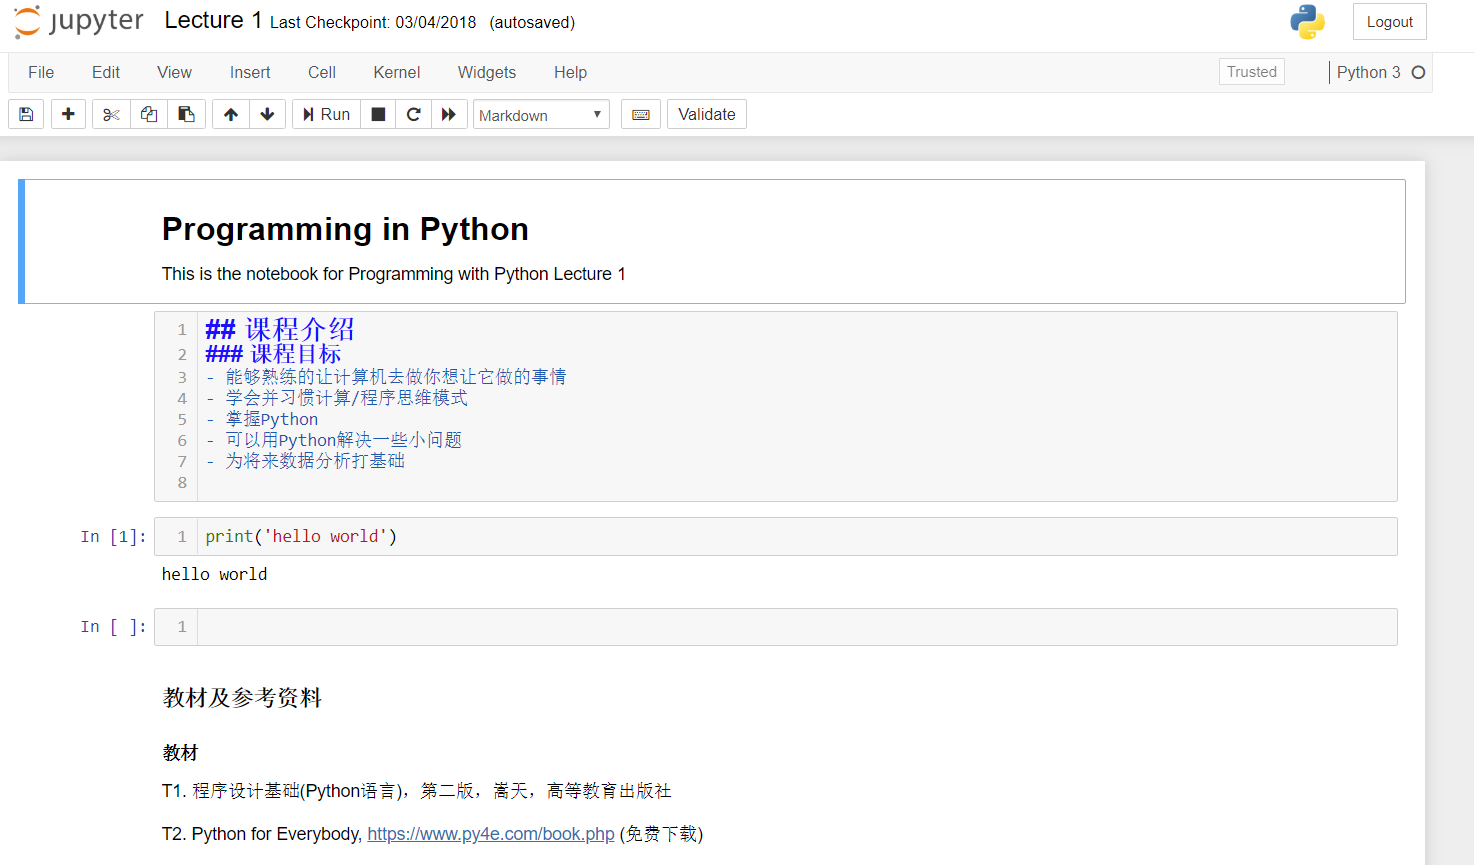 jupyter Lecture 1 Last Checkpoint: 03/04/2018 (autosaved) Logout
File Edit View Insert Cell Kernel Widgets Help Trusted Python 3
Run Markdown Validate
Programming in Python
This is the notebook for Programming with Python Lecture 1
1 ## 课程介绍
2 ### 课程目标
3 - 能够熟练的让计算机去做你想让它做的事情
4 - 学会并习惯计算/程序思维模式
5 - 掌握Python
6 - 可以用Python解决一些小问题
7 - 为将来数据分析打基础
8
In [1]: 1 print('hello world')
hello world
In [ ]: 1
教材及参考资料
教材
T1. 程序设计基础(Python语言)，第二版，嵩天，高等教育出版社
T2. Python for Everybody, https://www.py4e.com/book.php (免费下载)